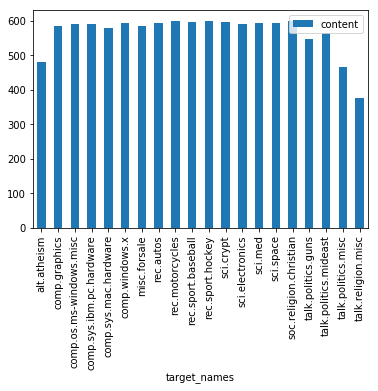 content
600
500
400
300
200
100
0
alt.atheism
comp.graphics
comp.os.ms-windows.misc
comp.sys.ibm.pc.hardware
comp.sys.mac.hardware
comp.windows.x
misc.forsale
rec.autos
rec.motorcycles
rec.sport.baseball
rec.sport.hockey
sci.crypt
sci.electronics
sci.med
sci.space
soc.religion.christian
talk.politics.guns
talk.politics.mideast
talk.politics.misc
talk.religion.misc
target_names